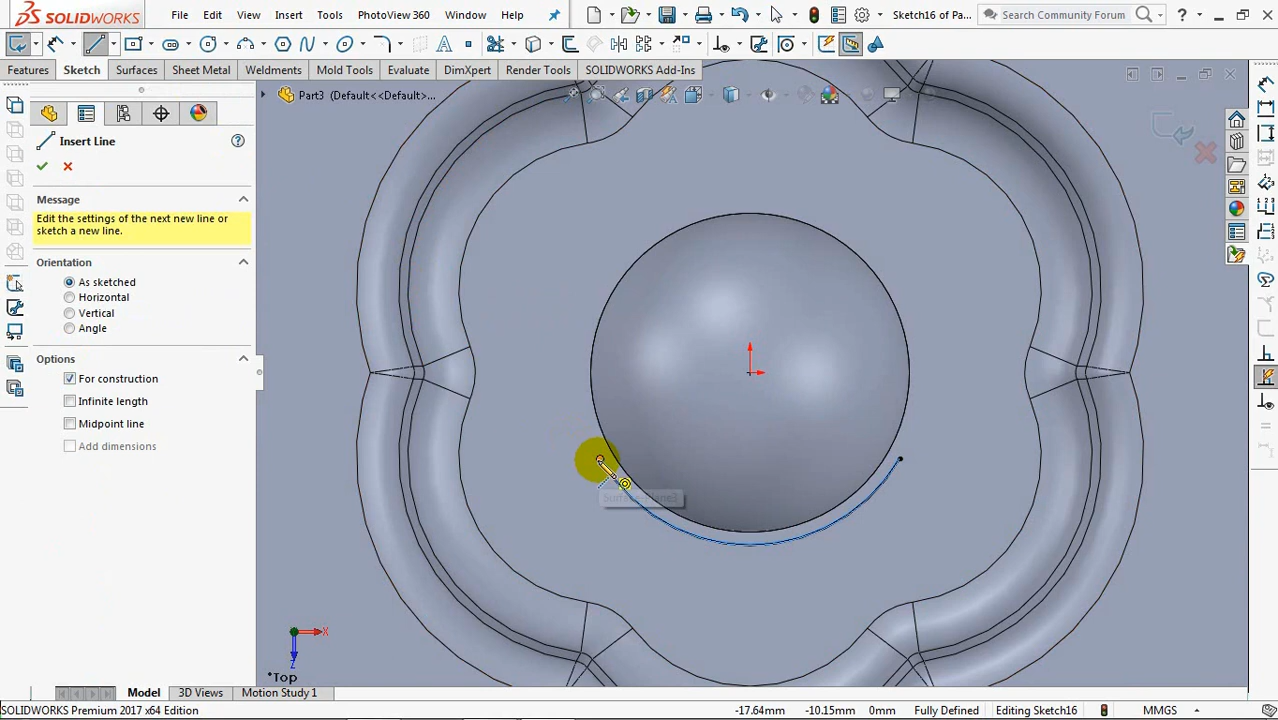 SOLIDWORKS File Edit View Insert Tools PhotoView 360 Window Help Sketch16 of Pa... Search Community Forum ?
Features Sketch Surfaces Sheet Metal Weldments Mold Tools Evaluate DimXpert Render Tools SOLIDWORKS Add-Ins
Part3 (Default<<Default>...
Insert Line
Message
Edit the settings of the next new line or
sketch a new line.
Orientation
As sketched
Horizontal
Vertical
Angle
Options
For construction
Infinite length
Midpoint line
Add dimensions
Surface-Plane3
X
Z
*Top
Model 3D Views Motion Study 1
SOLIDWORKS Premium 2017 x64 Edition -17.64mm -10.15mm 0mm Fully Defined Editing Sketch16 MMGS